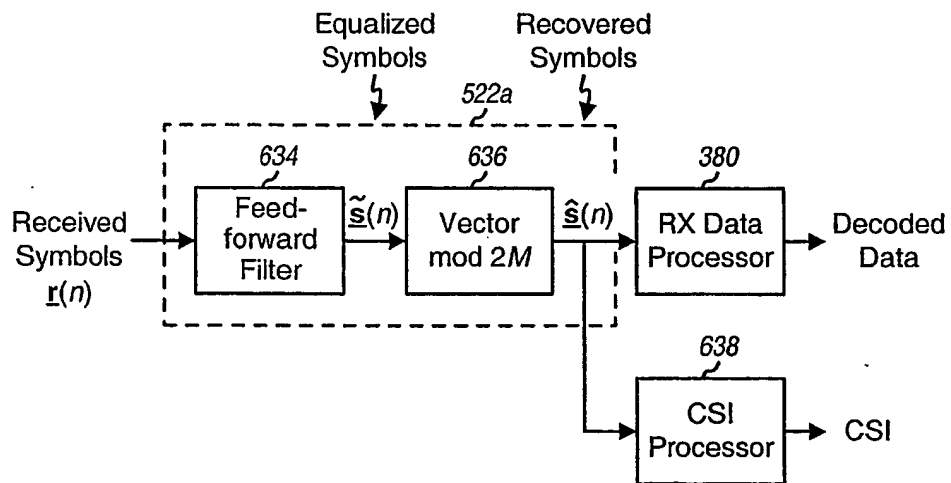 Equalized
Symbols
Recovered
Symbols
522a
634
636
380
Received
Symbols
r(n)
Feed-
forward
Filter
s̃(n)
Vector
mod 2M
ŝ(n)
RX Data
Processor
Decoded
Data
638
CSI
Processor
CSI